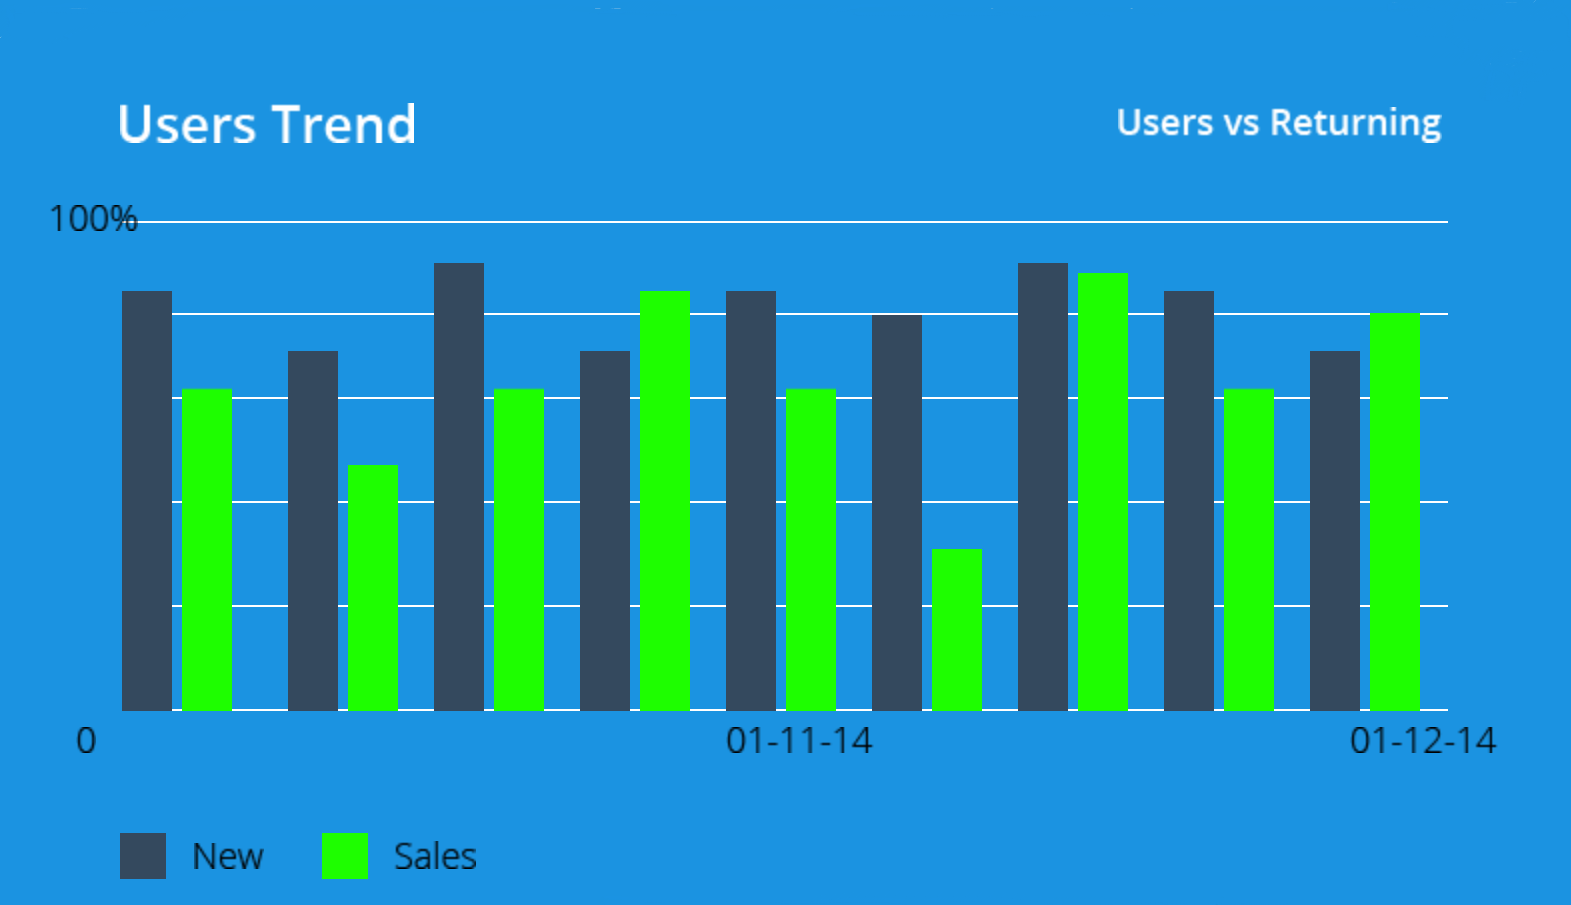 Users Trend
Users vs Returning
100%
0
01-11-14
01-12-14
New
Sales